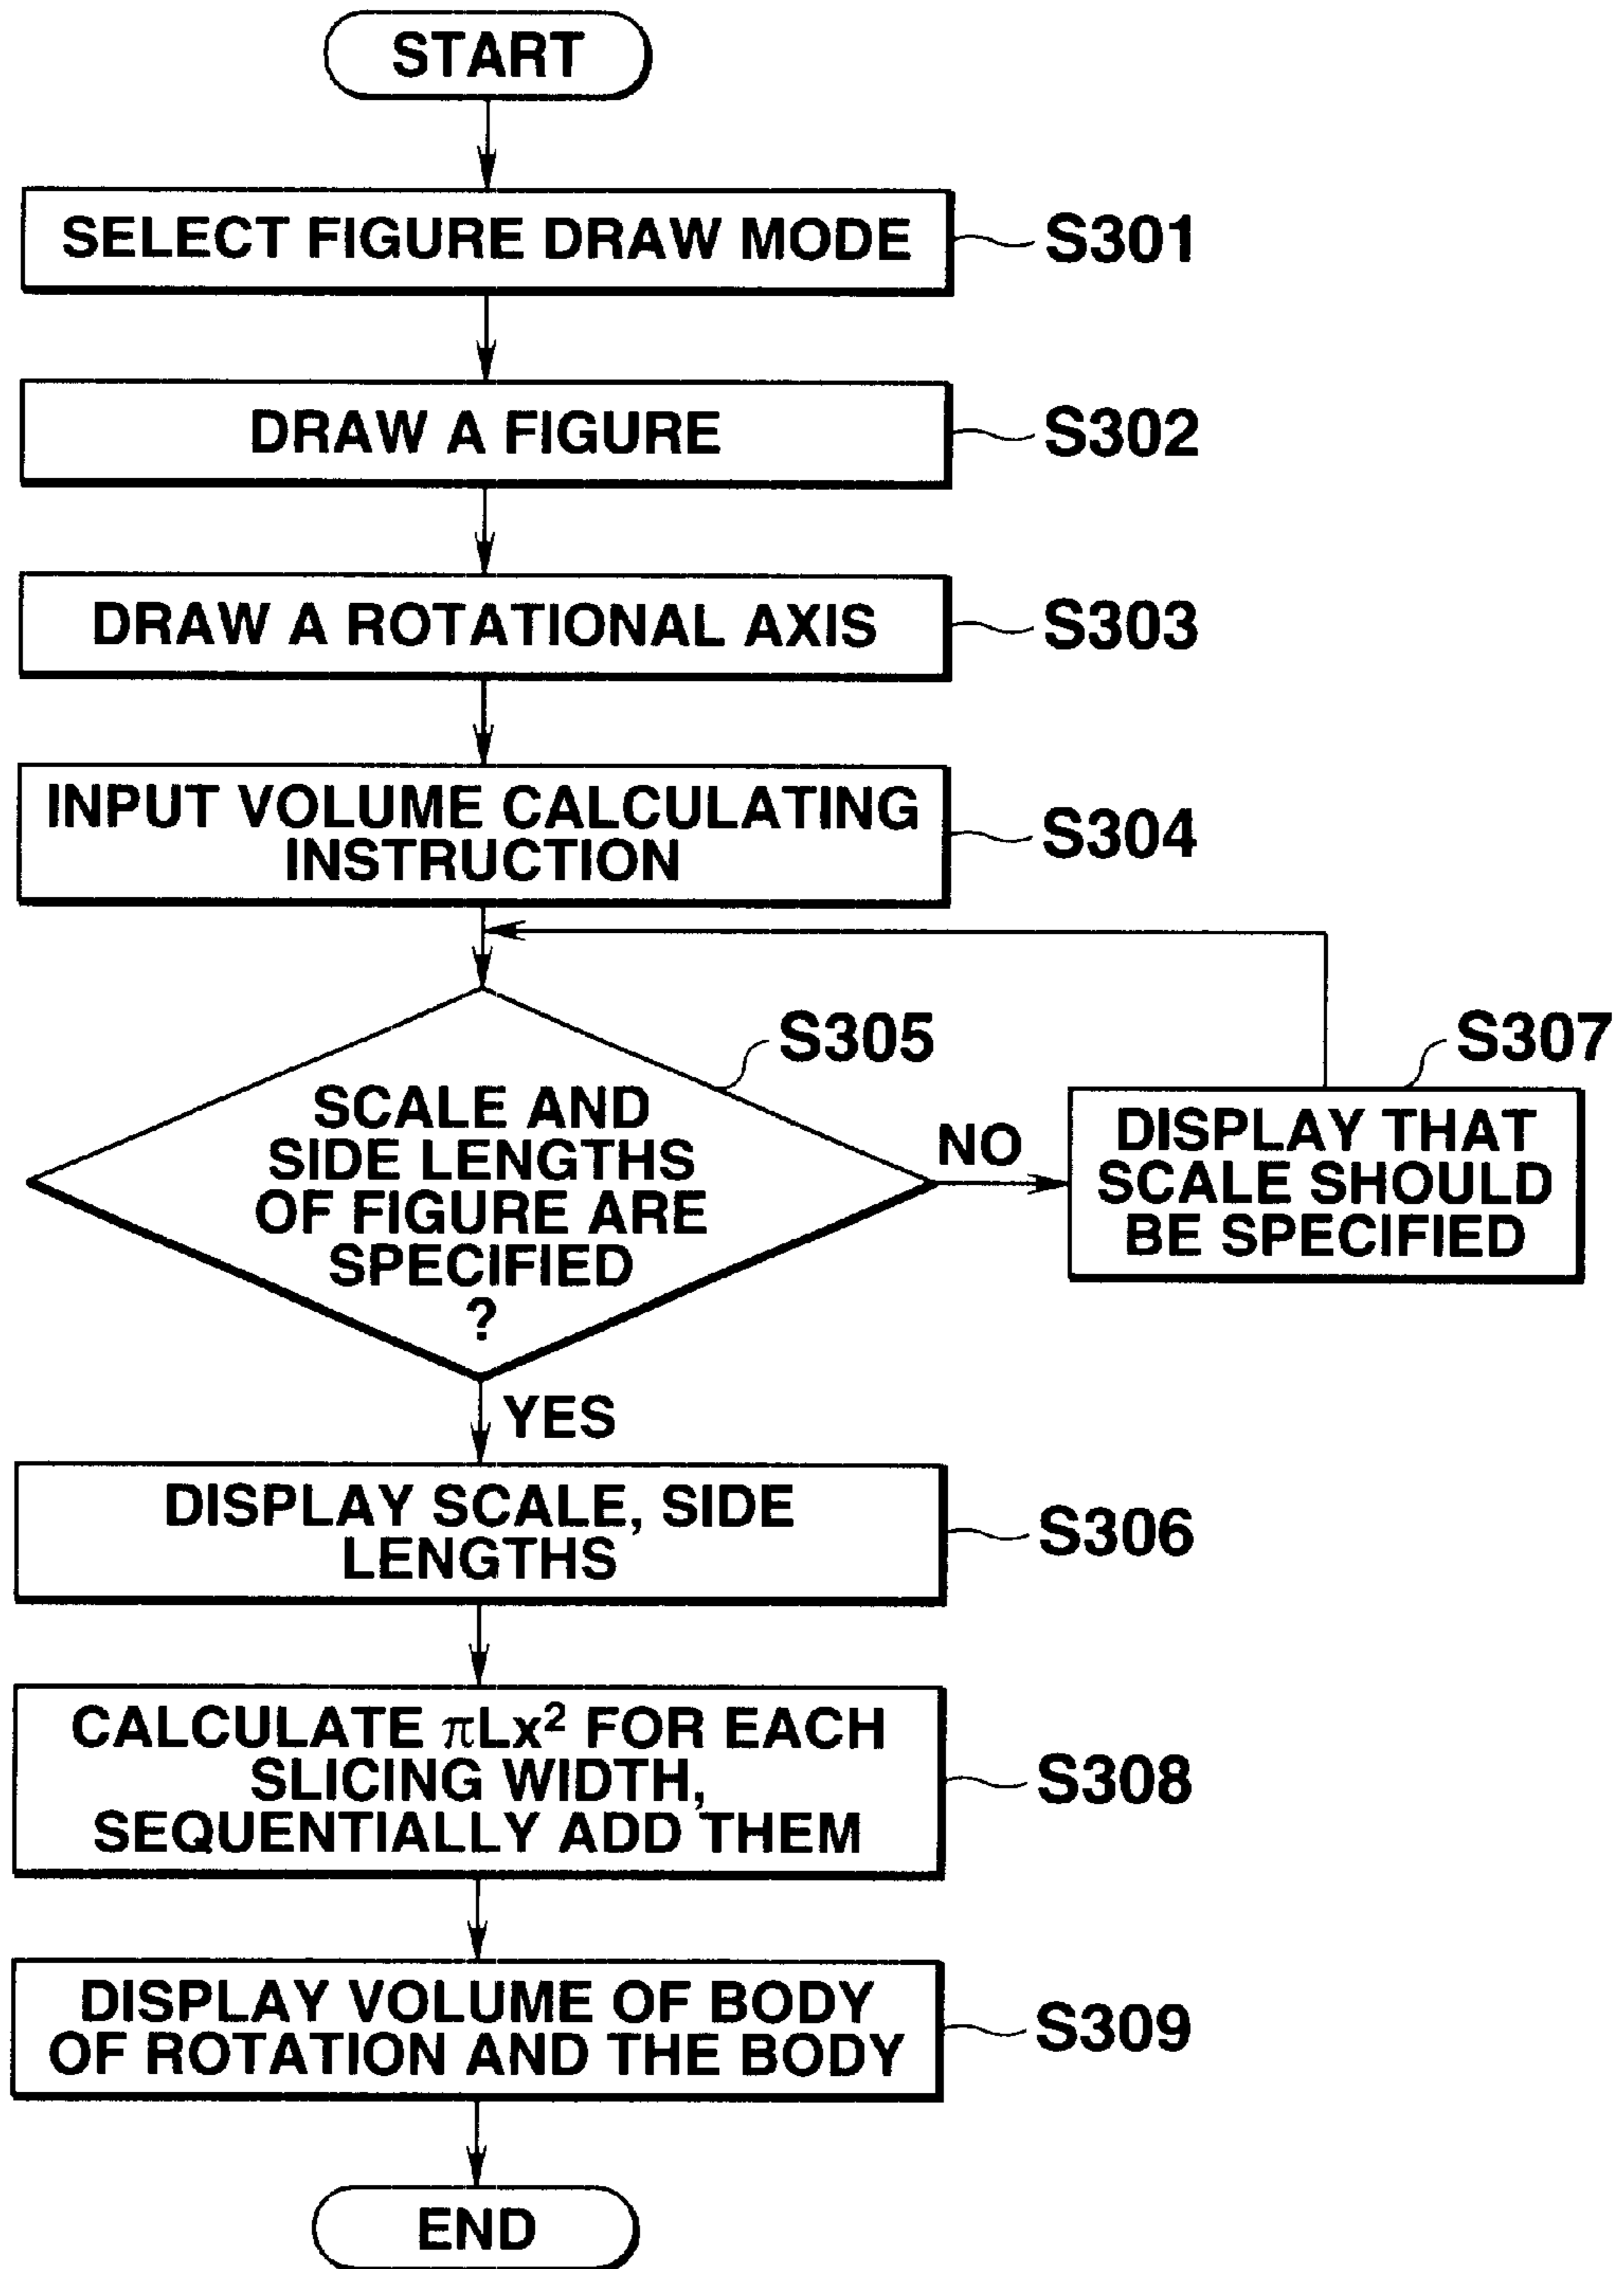 START
SELECT FIGURE DRAW MODE
S301
DRAW A FIGURE
S302
DRAW A ROTATIONAL AXIS
S303
INPUT VOLUME CALCULATING
INSTRUCTION
S304
S305
SCALE AND
SIDE LENGTHS
OF FIGURE ARE
SPECIFIED
?
NO
S307
DISPLAY THAT
SCALE SHOULD
BE SPECIFIED
YES
DISPLAY SCALE, SIDE
LENGTHS
S306
CALCULATE πLx² FOR EACH
SLICING WIDTH,
SEQUENTIALLY ADD THEM
S308
DISPLAY VOLUME OF BODY
OF ROTATION AND THE BODY
S309
END